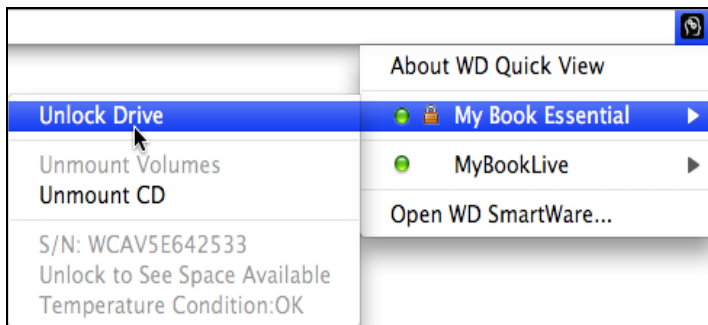 About WD Quick View
My Book Essential
MyBookLive
Open WD SmartWare...
Unlock Drive
Unmount Volumes
Unmount CD
S/N: WCAV5E642533
Unlock to See Space Available
Temperature Condition:OK